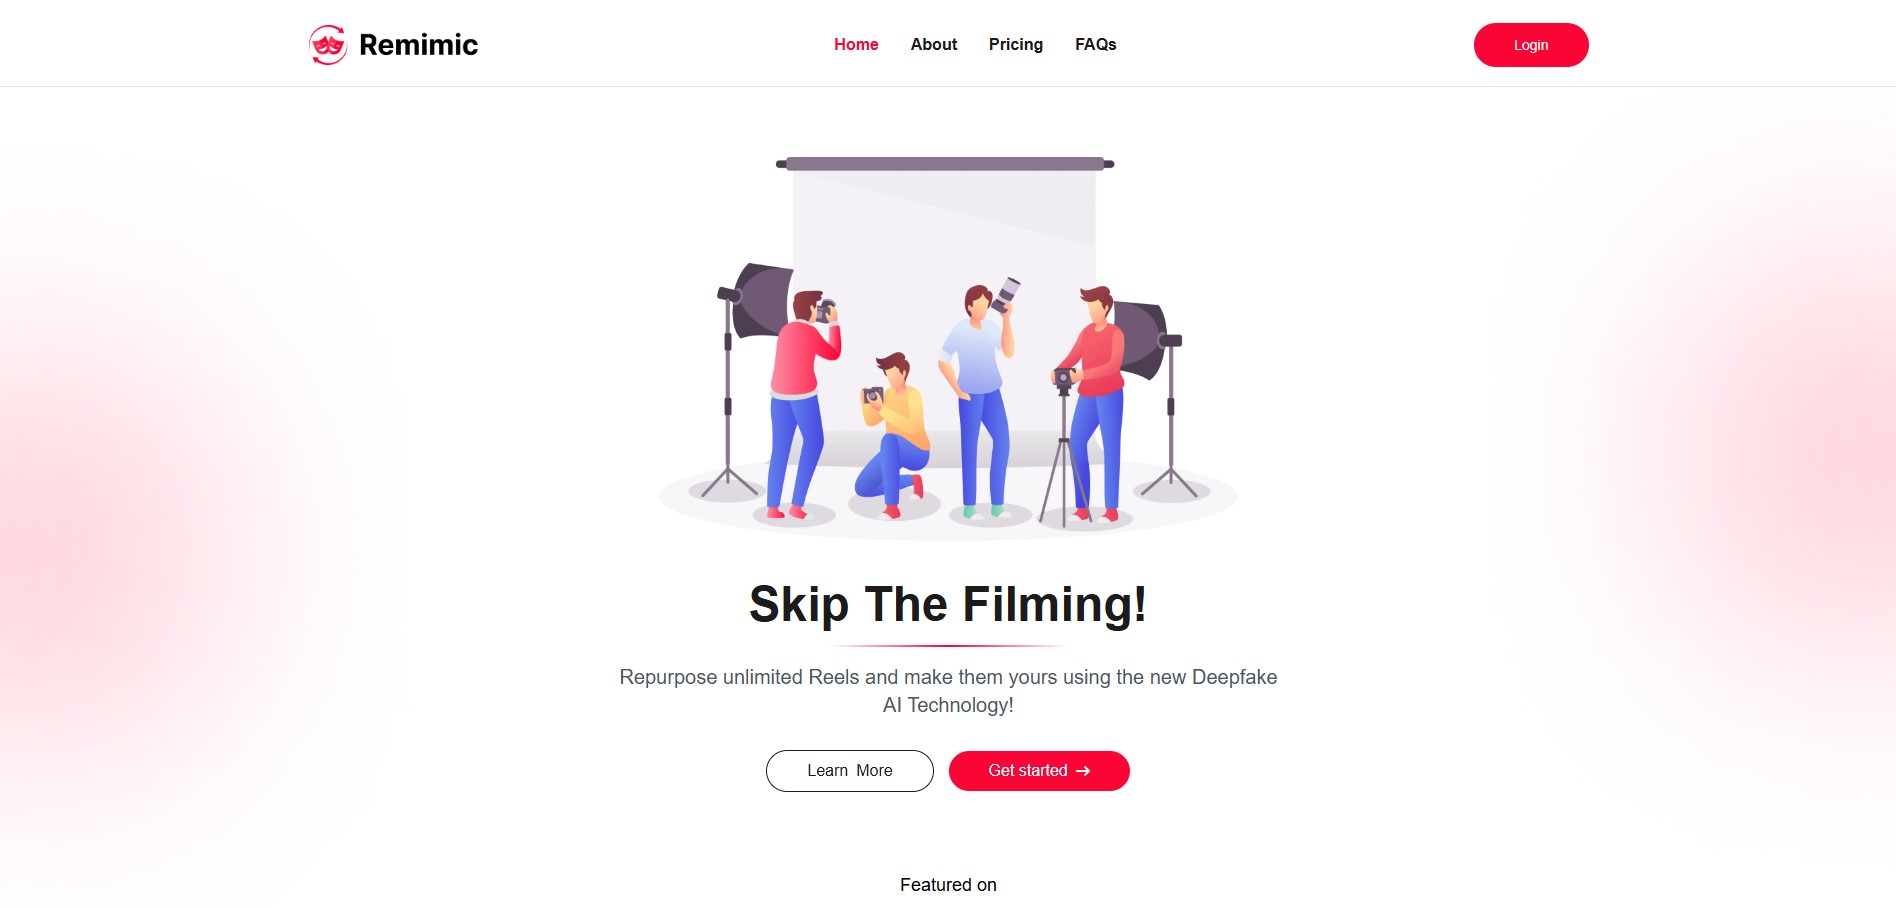 Remimic
Home About Pricing FAQs
Login
Skip The Filming!
Repurpose unlimited Reels and make them yours using the new Deepfake
AI Technology!
Learn More
Get started →
Featured on